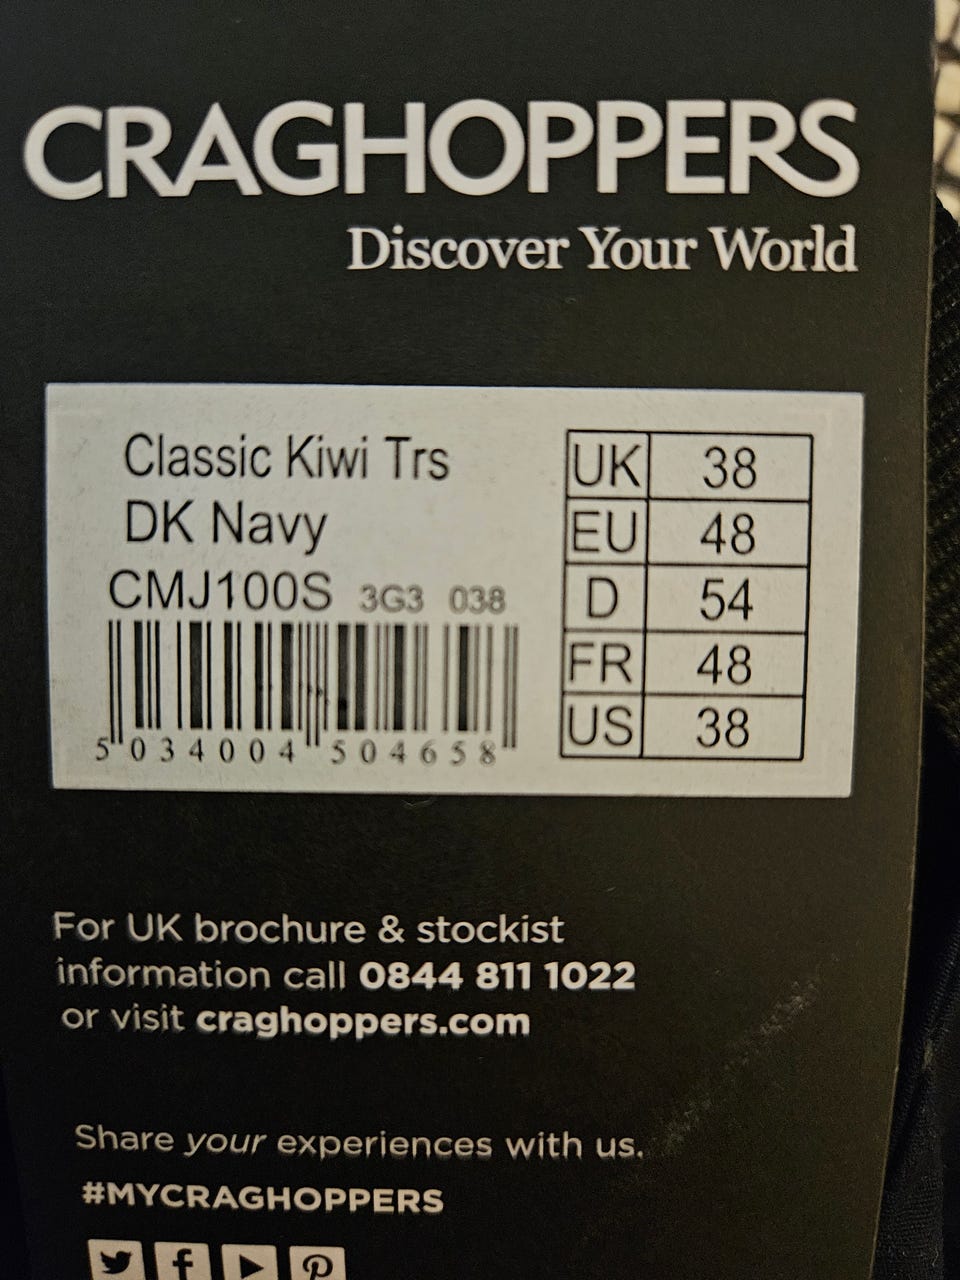 CRAGHOPPERS
Discover Your World
Classic Kiwi Trs
DK Navy
CMJ100S 3G3 038
5 034004 504658
UK 38
EU 48
D 54
FR 48
US 38
For UK brochure & stockist
information call 0844 811 1022
or visit craghoppers.com
Share your experiences with us.
#MYCRAGHOPPERS